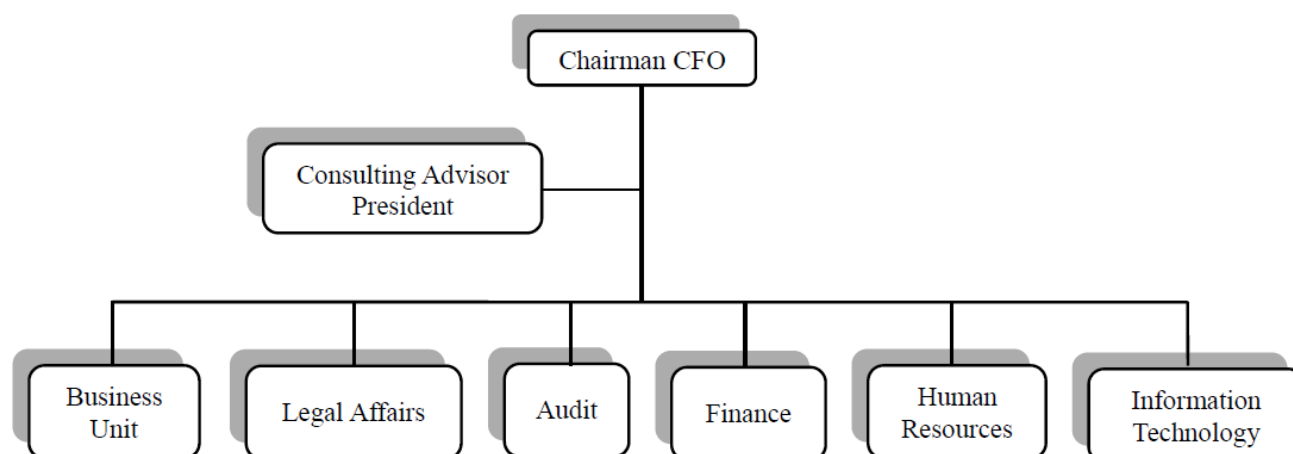 Chairman CFO
Consulting Advisor
President
Business
Unit
Legal Affairs
Audit
Finance
Human
Resources
Information
Technology